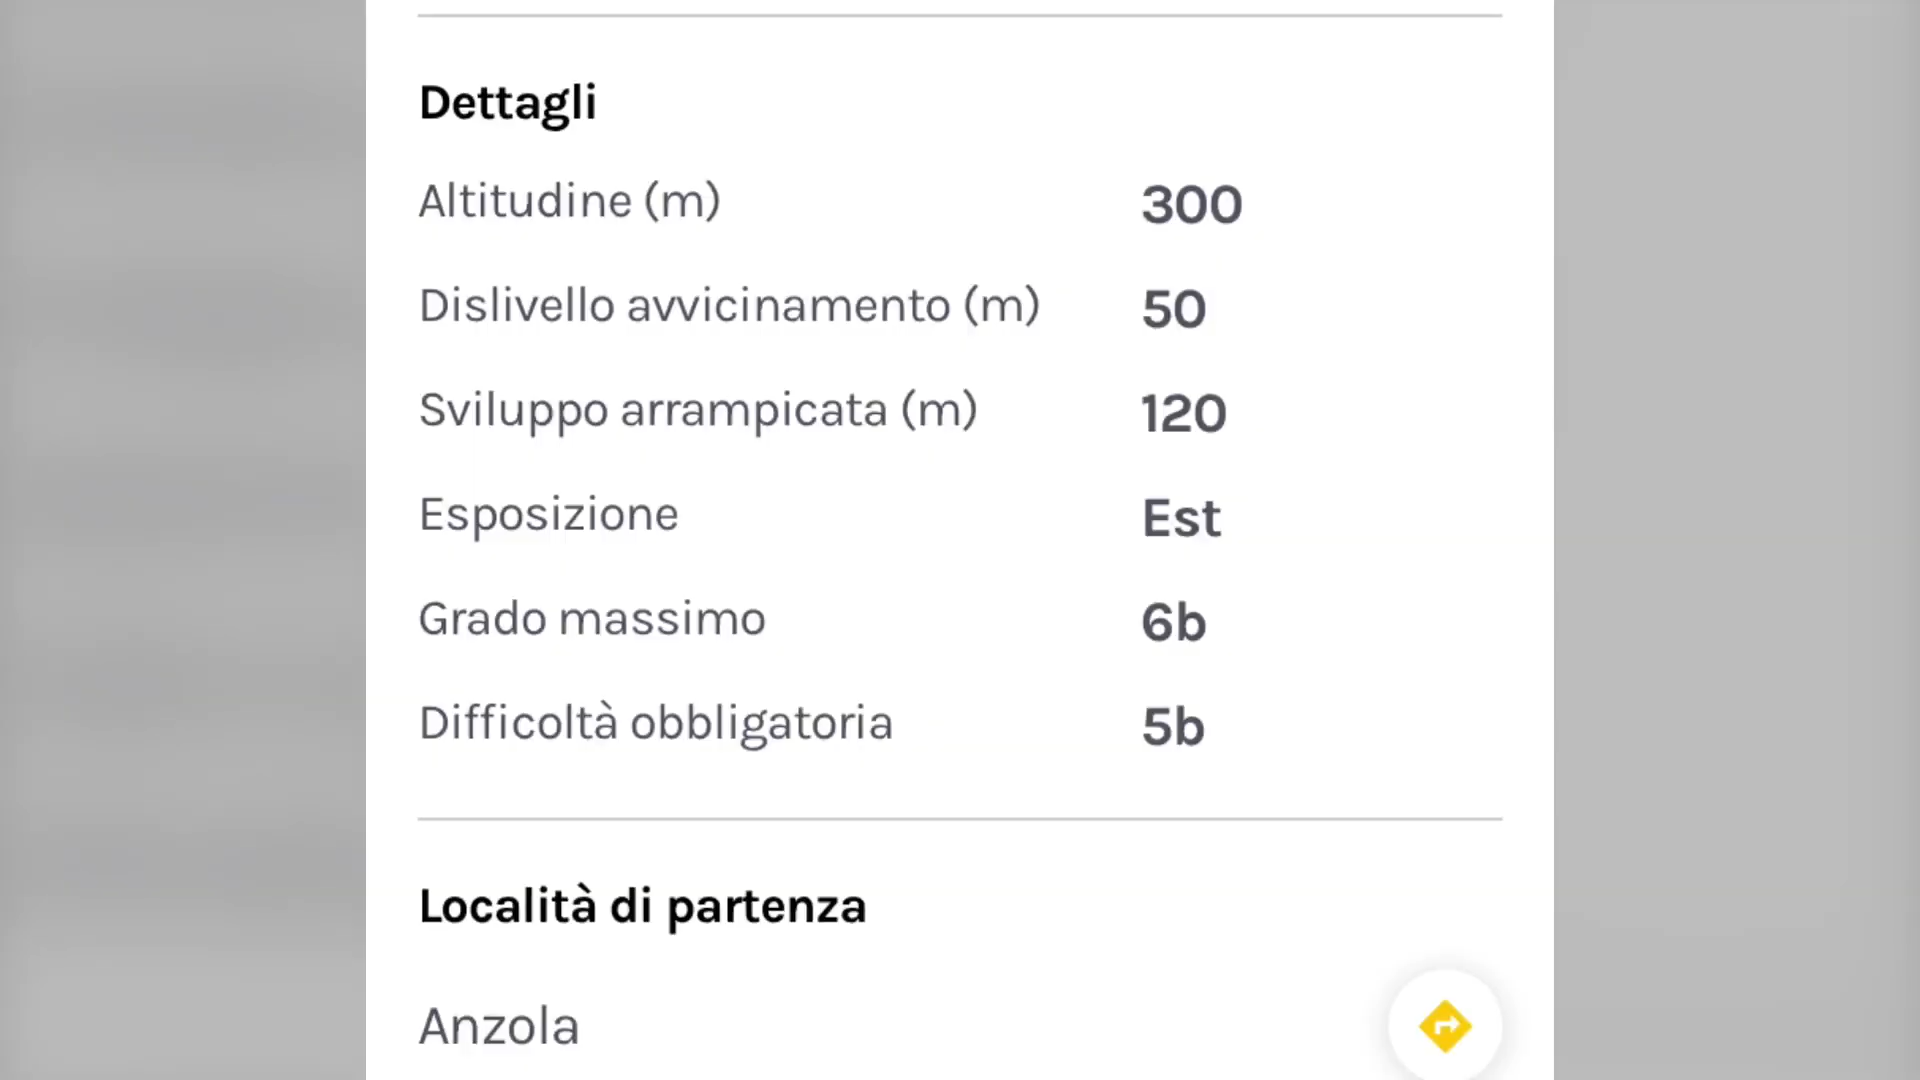 Dettagli
Altitudine (m) 300
Dislivello avvicinamento (m) 50
Sviluppo arrampicata (m) 120
Esposizione Est
Grado massimo 6b
Difficoltà obbligatoria 5b
Località di partenza
Anzola